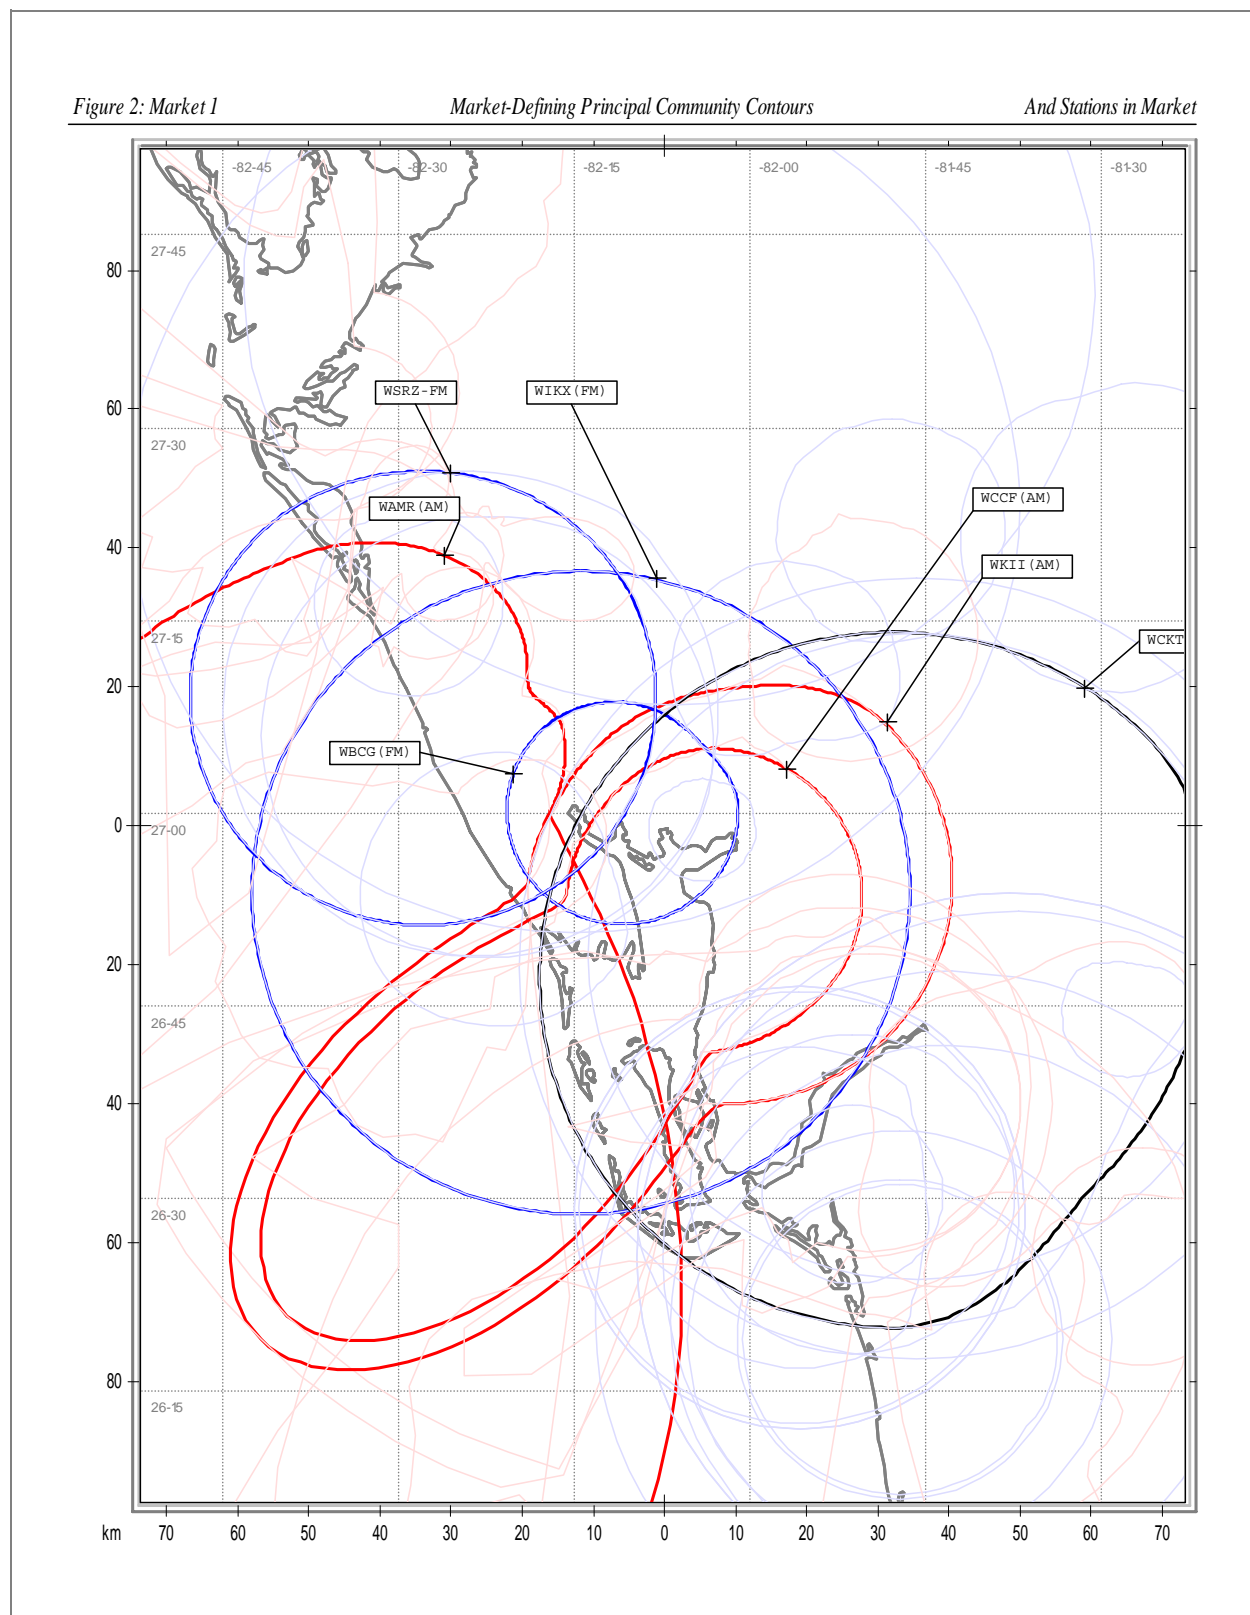 Figure 2: Market 1 Market-Defining Principal Community Contours And Stations in Market
-82-45 -82-30 -82-15 -82-00 -81-45 -81-30
27-45
80
WSRZ-FM WIKX(FM)
60
27-30
WCCF(AM)
WAMR(AM)
40
WKII(AM)
27-15
WCKT
20
WBCG(FM)
0
27-00
20
26-45
40
26-30
60
80
26-15
km 70 60 50 40 30 20 10 0 10 20 30 40 50 60 70